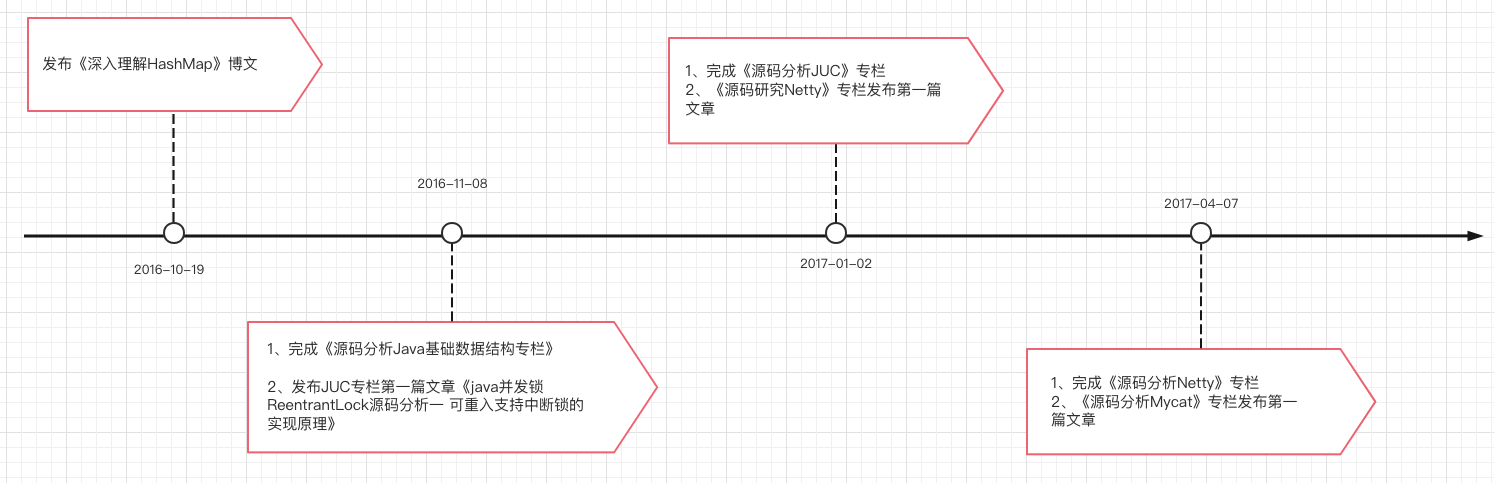 发布《深入理解HashMap》博文
2016-10-19
2016-11-08
1、完成《源码分析Java基础数据结构专栏》
2、发布JUC专栏第一篇文章《java并发锁
ReentrantLock源码分析一 可重入支持中断锁的
实现原理》
1、完成《源码分析JUC》专栏
2、《源码研究Netty》专栏发布第一篇
文章
2017-01-02
2017-04-07
1、完成《源码分析Netty》专栏
2、《源码分析Mycat》专栏发布第一
篇文章